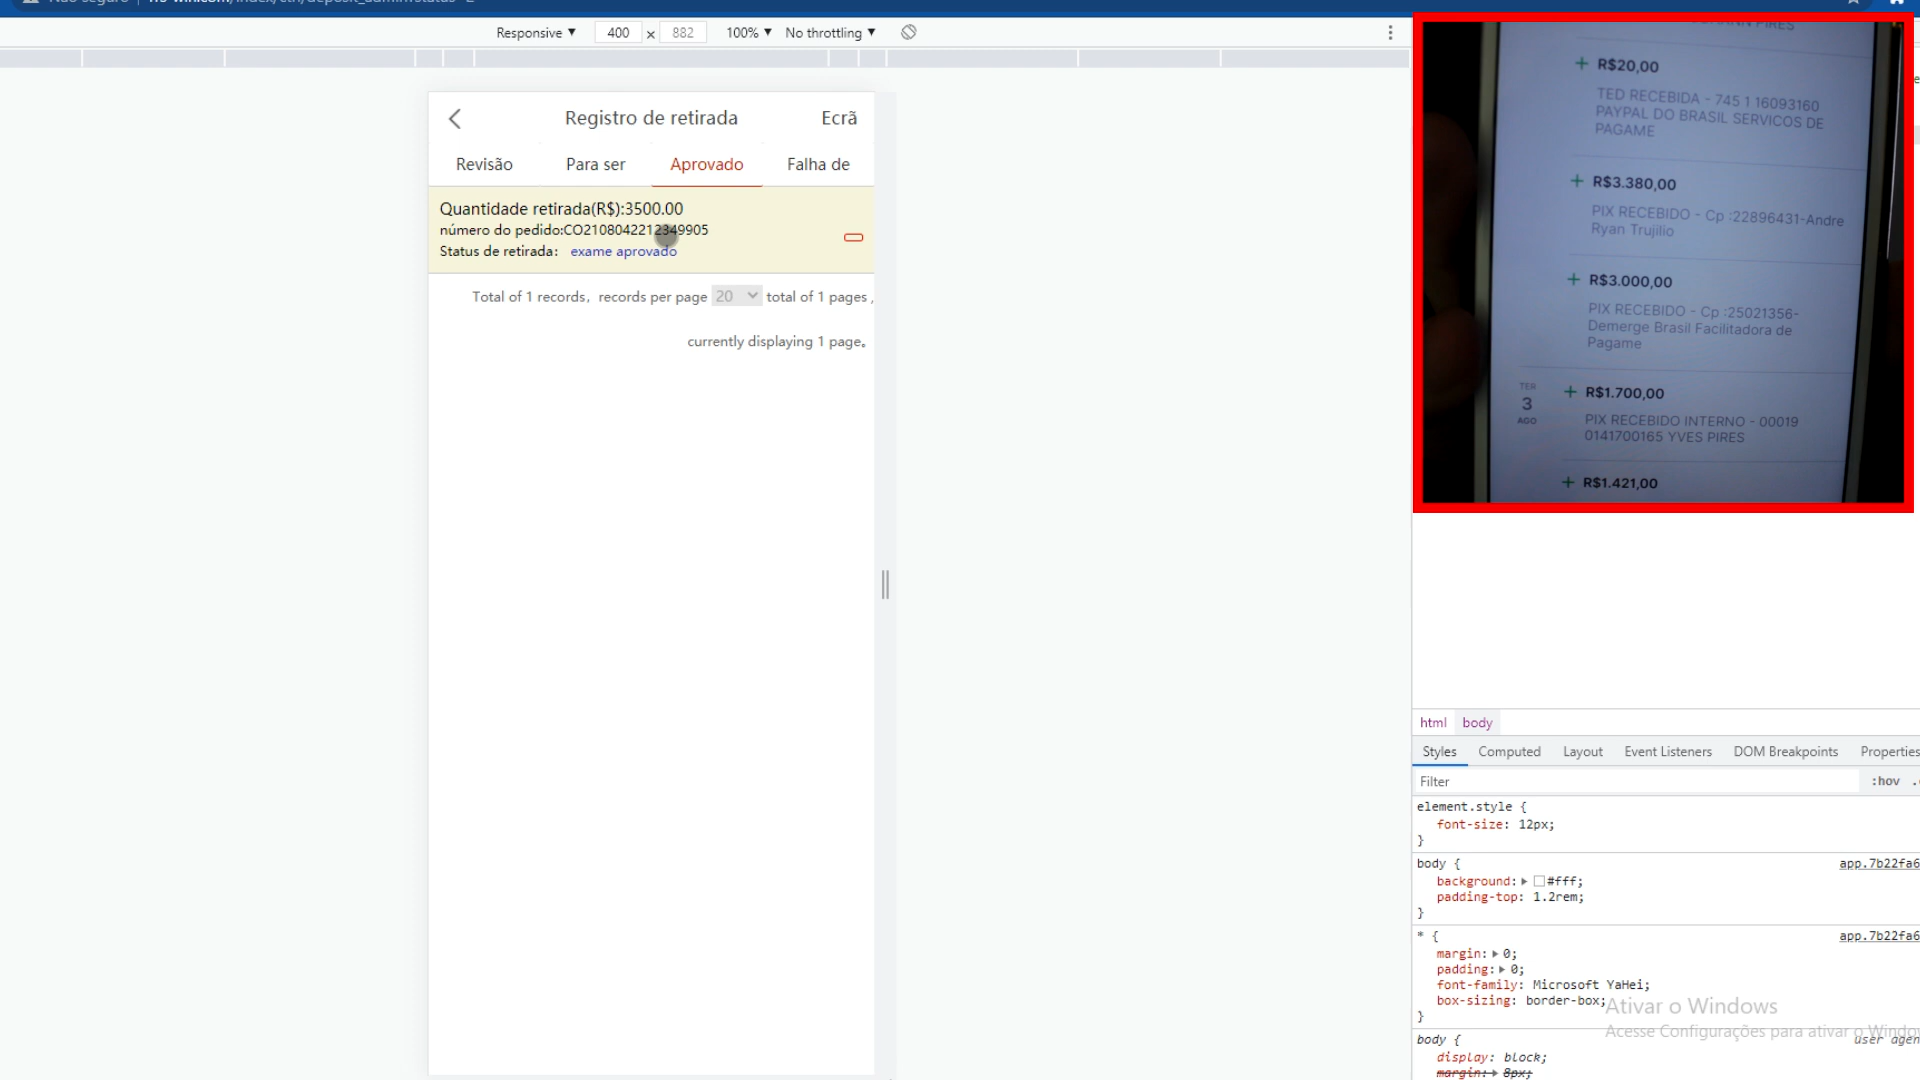 Responsive ▼ 400 x 882 100% ▼ No throttling ▼
Registro de retirada Ecrã
Revisão Para ser Aprovado Falha de
Quantidade retirada(R$):3500.00
número do pedido:CO2108042212349905
Status de retirada: exame aprovado
Total of 1 records, records per page 20 total of 1 pages ,
currently displaying 1 page。
+ R$20,00
TED RECEBIDA - 745 1 16093160
PAYPAL DO BRASIL SERVICOS DE
PAGAME
+ R$3.380,00
PIX RECEBIDO - Cp :22896431-Andre
Ryan Trujilio
+ R$3.000,00
PIX RECEBIDO - Cp :25021356-
Demerge Brasil Facilitadora de
Pagame
TER
3
AGO
+ R$1.700,00
PIX RECEBIDO INTERNO - 00019
0141700165 YVES PIRES
+ R$1.421,00
html body
Styles Computed Layout Event Listeners DOM Breakpoints Properties
Filter :hov
element.style {
font-size: 12px;
}
body { app.7b22fa6
background: #fff;
padding-top: 1.2rem;
}
* { app.7b22fa6
margin: 0;
padding: 0;
font-family: Microsoft YaHei;
box-sizing: border-box;
}
Ativar o Windows
Acesse Configurações para ativar o Windows
body { user agen
display: block;
margin: 8px;